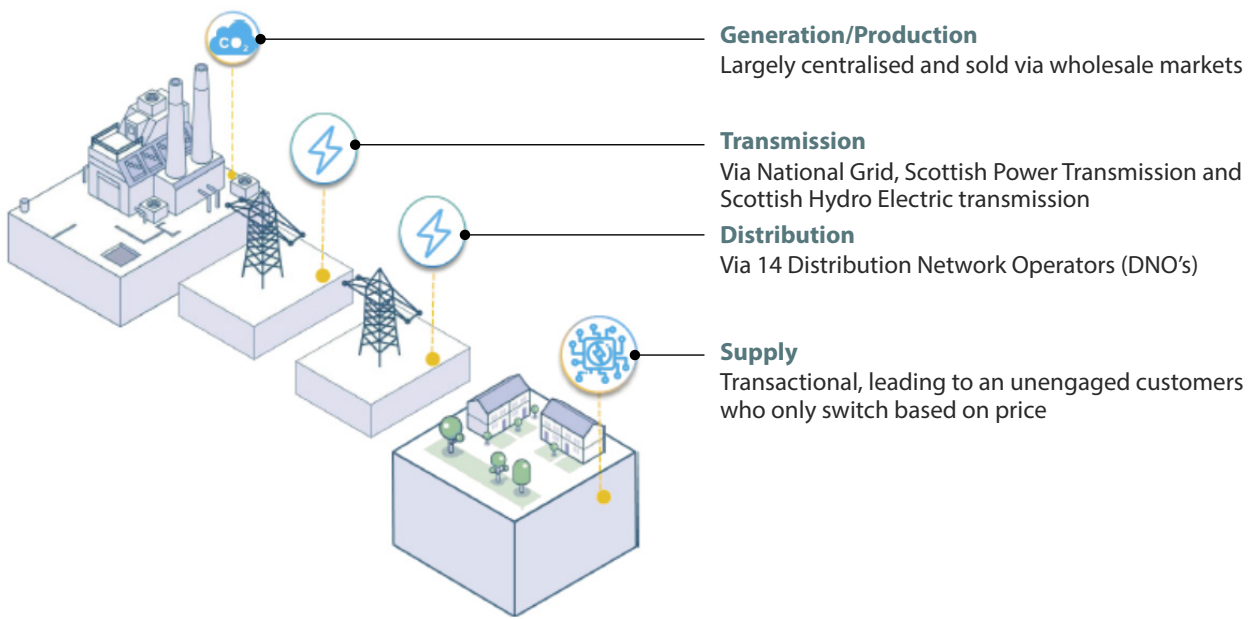 CO2
Generation/Production
Largely centralised and sold via wholesale markets
Transmission
Via National Grid, Scottish Power Transmission and
Scottish Hydro Electric transmission
Distribution
Via 14 Distribution Network Operators (DNO's)
Supply
Transactional, leading to an unengaged customers
who only switch based on price